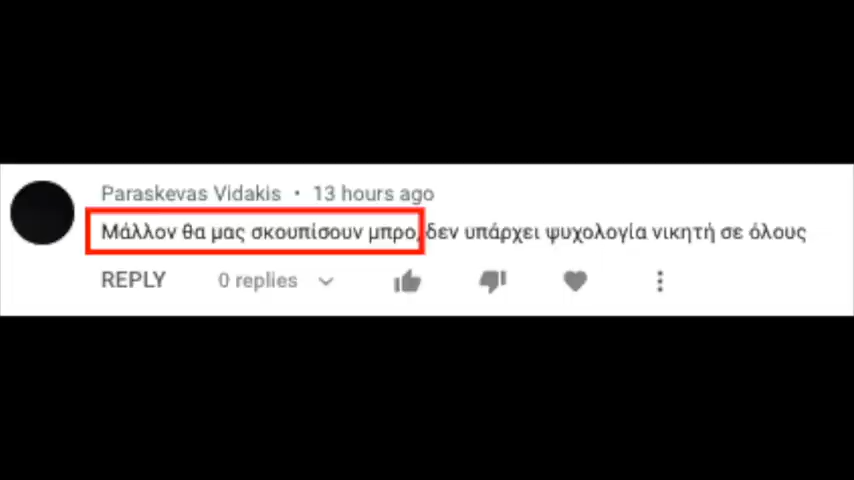 Paraskevas Vidakis • 13 hours ago
Μάλλον θα μας σκουπίσουν μπρο, δεν υπάρχει ψυχολογία νικητή σε όλους
REPLY 0 replies